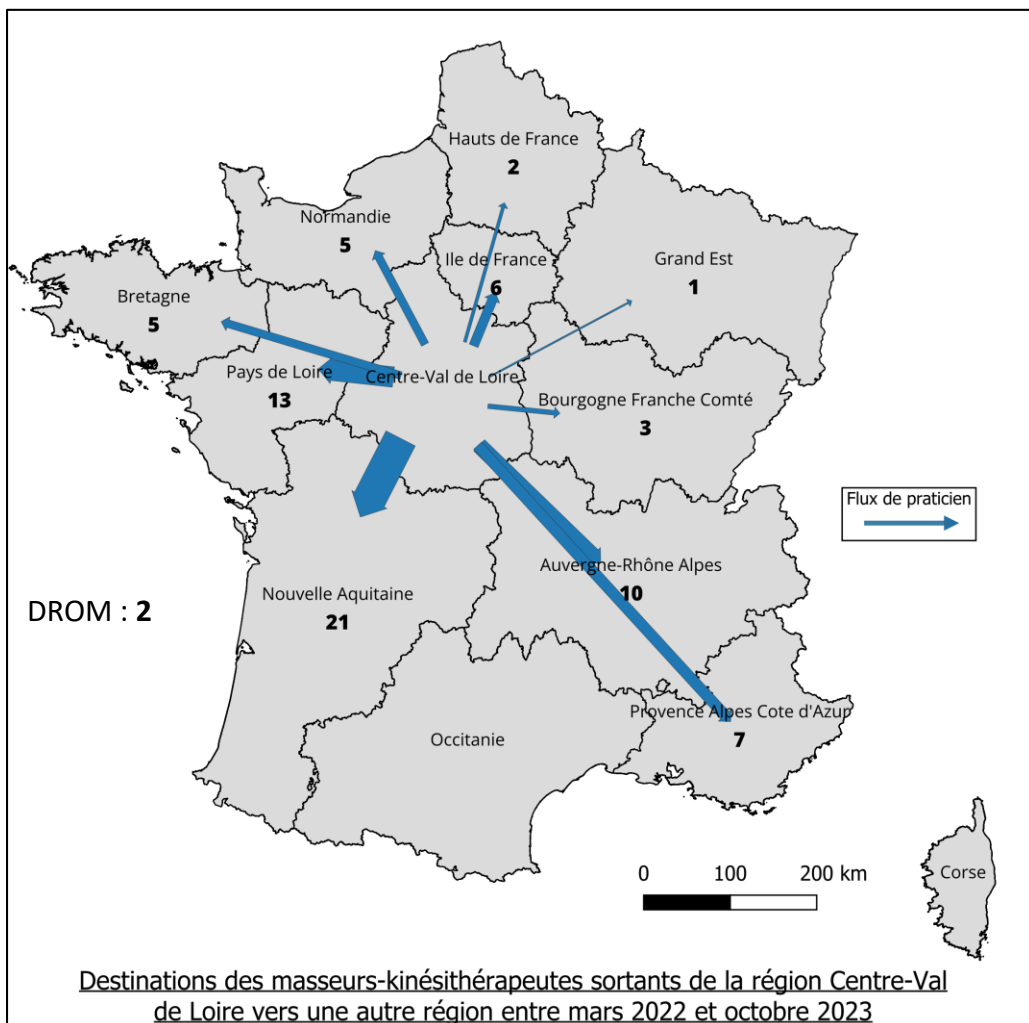 Hauts de France
2
Normandie
5
Ile de France
6
Grand Est
1
Bretagne
5
Pays de Loire
13
Centre-Val de Loire
Bourgogne Franche Comté
3
Flux de praticien
Auvergne-Rhône Alpes
10
Nouvelle Aquitaine
21
DROM : 2
Provence Alpes Cote d'Azur
7
Occitanie
0 100 200 km
Corse
Destinations des masseurs-kinésithérapeutes sortants de la région Centre-Val
de Loire vers une autre région entre mars 2022 et octobre 2023